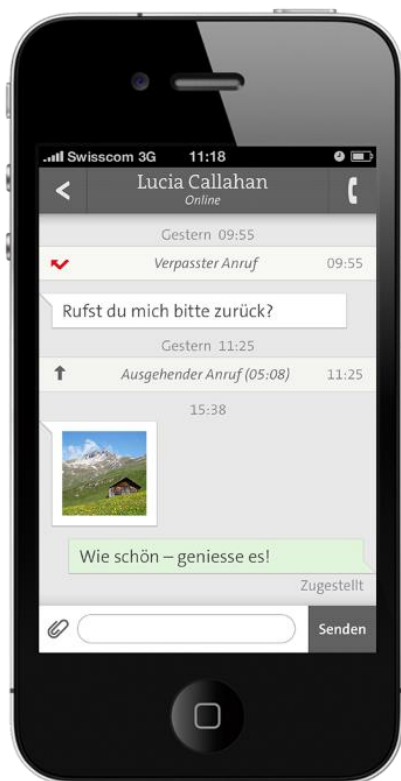 Swisscom 3G 11:18
Lucia Callahan
Online
Gestern 09:55
Verpasster Anruf 09:55
Rufst du mich bitte zurück?
Gestern 11:25
Ausgehender Anruf (05:08) 11:25
15:38
Wie schön – geniesse es!
Zugestellt
Senden